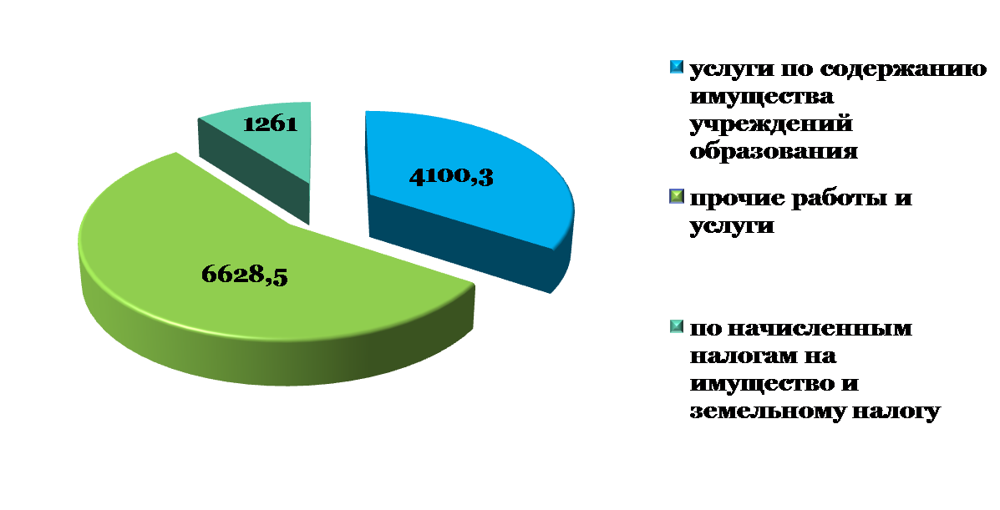 1261
4100,3
6628,5
услуги по содержанию
имущества
учреждений
образования
прочие работы и
услуги
по начисленным
налогам на
имущество и
земельному налогу